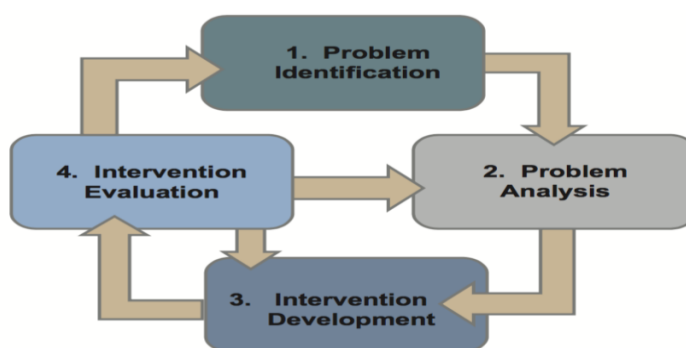 1. Problem
Identification
4. Intervention
Evaluation
2. Problem
Analysis
3. Intervention
Development